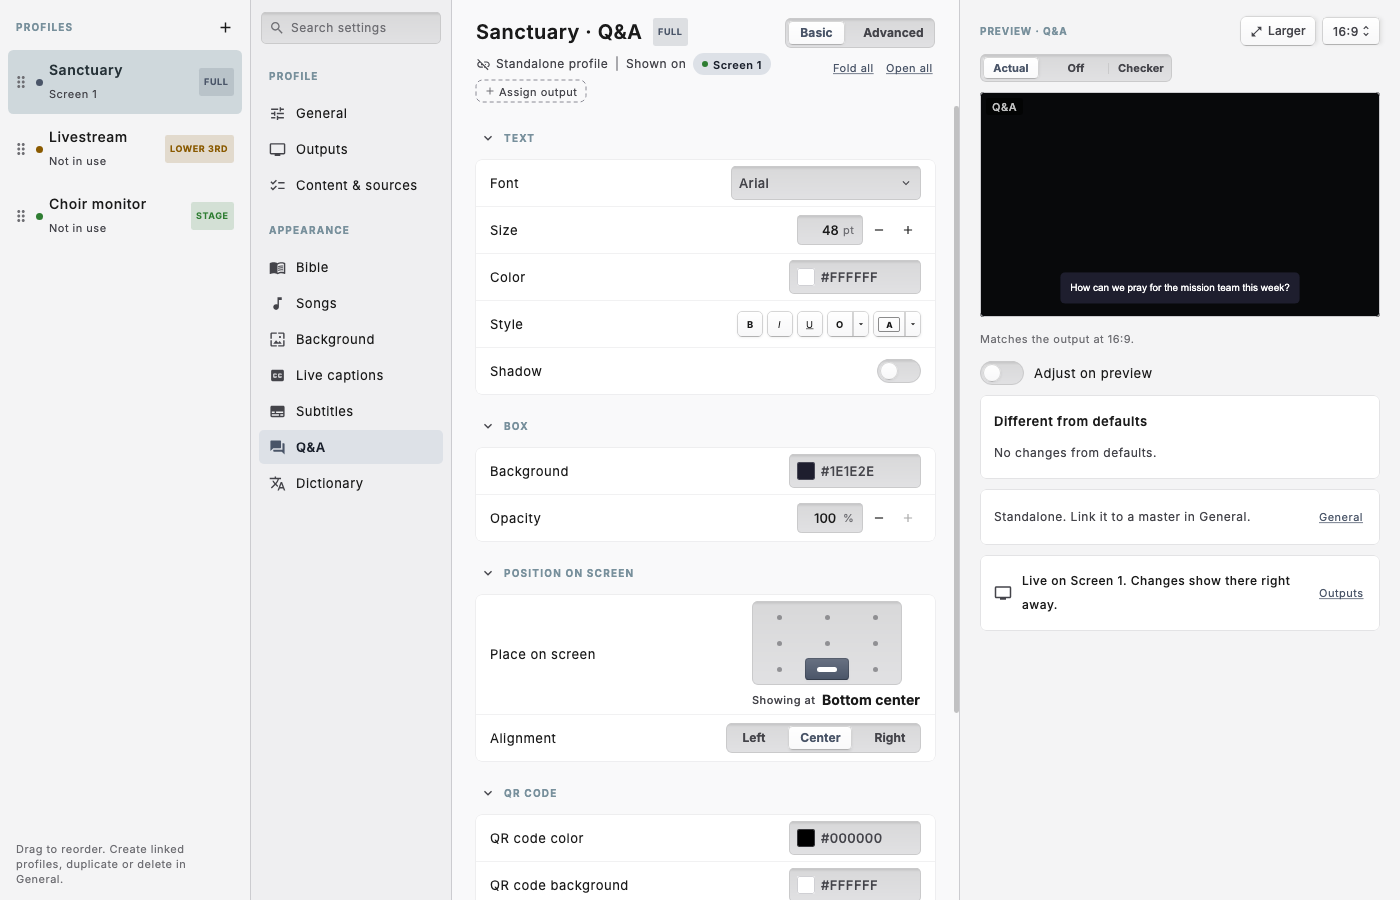 PROFILES
Sanctuary
Screen 1
FULL
Livestream
Not in use
LOWER 3RD
Choir monitor
Not in use
STAGE
Drag to reorder. Create linked
profiles, duplicate or delete in
General.
Search settings
PROFILE
General
Outputs
Content & sources
APPEARANCE
Bible
Songs
Background
Live captions
Subtitles
Q&A
Dictionary
Sanctuary · Q&A FULL
Basic Advanced
Standalone profile | Shown on Screen 1
+ Assign output
Fold all Open all
TEXT
Font Arial
Size 48 pt − +
Color #FFFFFF
Style B I U O A
Shadow
BOX
Background #1E1E2E
Opacity 100 % − +
POSITION ON SCREEN
Place on screen
Showing at Bottom center
Alignment Left Center Right
QR CODE
QR code color #000000
QR code background #FFFFFF
PREVIEW · Q&A
Larger 16:9
Actual Off Checker
Q&A
How can we pray for the mission team this week?
Matches the output at 16:9.
Adjust on preview
Different from defaults
No changes from defaults.
Standalone. Link it to a master in General. General
Live on Screen 1. Changes show there right
away.
Outputs